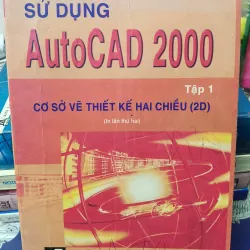 SỬ DỤNG
AutoCAD 2000
Tập 1
CƠ SỞ VẼ THIẾT KẾ HAI CHIỀU (2D)
(In lần thứ hai)